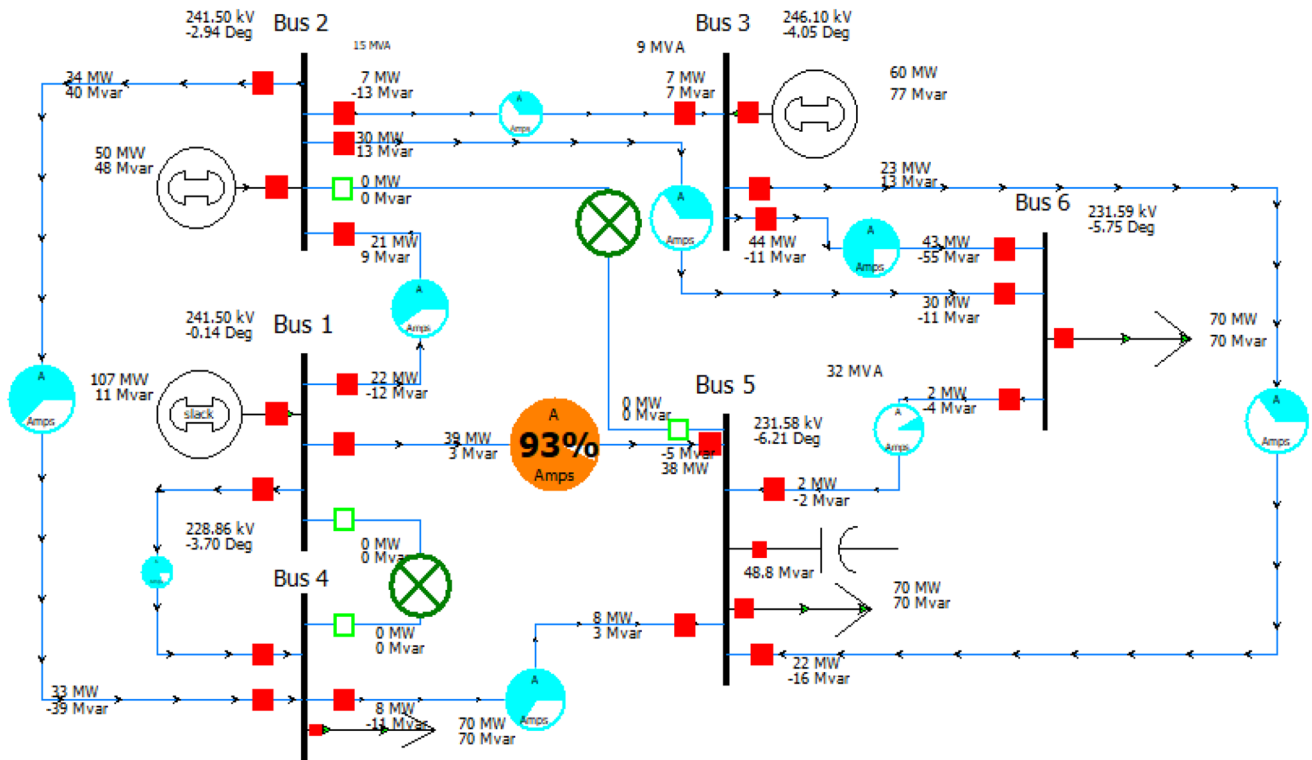 241.50 kV
-2.94 Deg
Bus 2
15 MVA
9 MVA
Bus 3
246.10 kV
-4.05 Deg
34 MW
40 Mvar
7 MW
-13 Mvar
A
Amps
7 MW
7 Mvar
60 MW
77 Mvar
30 MW
13 Mvar
50 MW
48 Mvar
0 MW
0 Mvar
A
Amps
23 MW
13 Mvar
Bus 6
231.59 kV
-5.75 Deg
21 MW
9 Mvar
44 MW
-11 Mvar
A
Amps
43 MW
-55 Mvar
30 MW
-11 Mvar
A
Amps
241.50 kV
-0.14 Deg
Bus 1
70 MW
70 Mvar
107 MW
11 Mvar
slack
A
Amps
22 MW
-12 Mvar
32 MVA
Bus 5
2 MW
-4 Mvar
A
Amps
A
Amps
0 MW
0 Mvar
231.58 kV
-6.21 Deg
39 MW
3 Mvar
A
93%
Amps
-5 Mvar
38 MW
2 MW
-2 Mvar
228.86 kV
-3.70 Deg
0 MW
0 Mvar
48.8 Mvar
Bus 4
70 MW
70 Mvar
0 MW
0 Mvar
8 MW
3 Mvar
22 MW
-16 Mvar
33 MW
-39 Mvar
8 MW
-11 Mvar
A
Amps
70 MW
70 Mvar